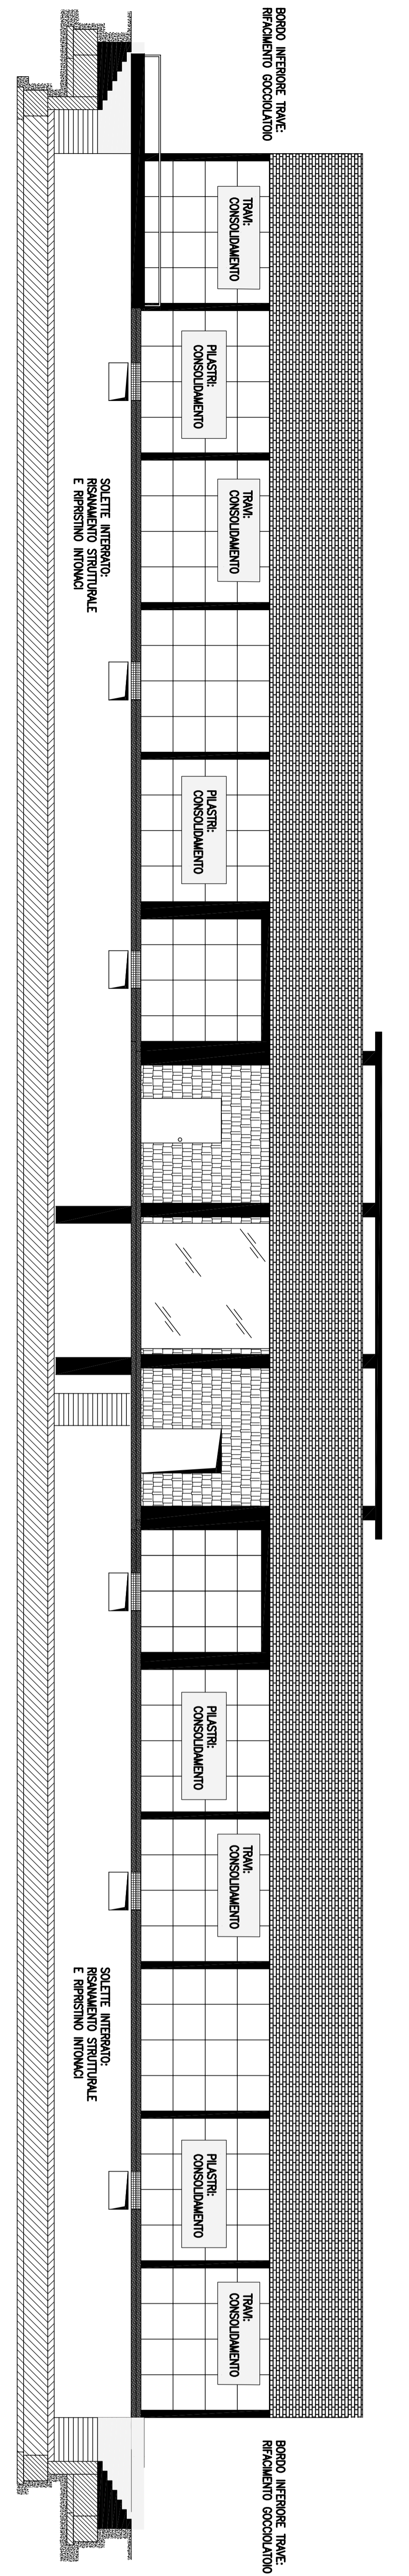 BORDO INFERIORE TRAVE:
RIFACIMENTO GOCCIOLATOIO
TRAVI:
CONSOLIDAMENTO
PILASTRI:
CONSOLIDAMENTO
TRAVI:
CONSOLIDAMENTO
SOLETTE INTERRATO:
RISANAMENTO STRUTTURALE
E RIPRISTINO INTONACI
PILASTRI:
CONSOLIDAMENTO
PILASTRI:
CONSOLIDAMENTO
TRAVI:
CONSOLIDAMENTO
SOLETTE INTERRATO:
RISANAMENTO STRUTTURALE
E RIPRISTINO INTONACI
PILASTRI:
CONSOLIDAMENTO
TRAVI:
CONSOLIDAMENTO
BORDO INFERIORE TRAVE:
RIFACIMENTO GOCCIOLATOIO